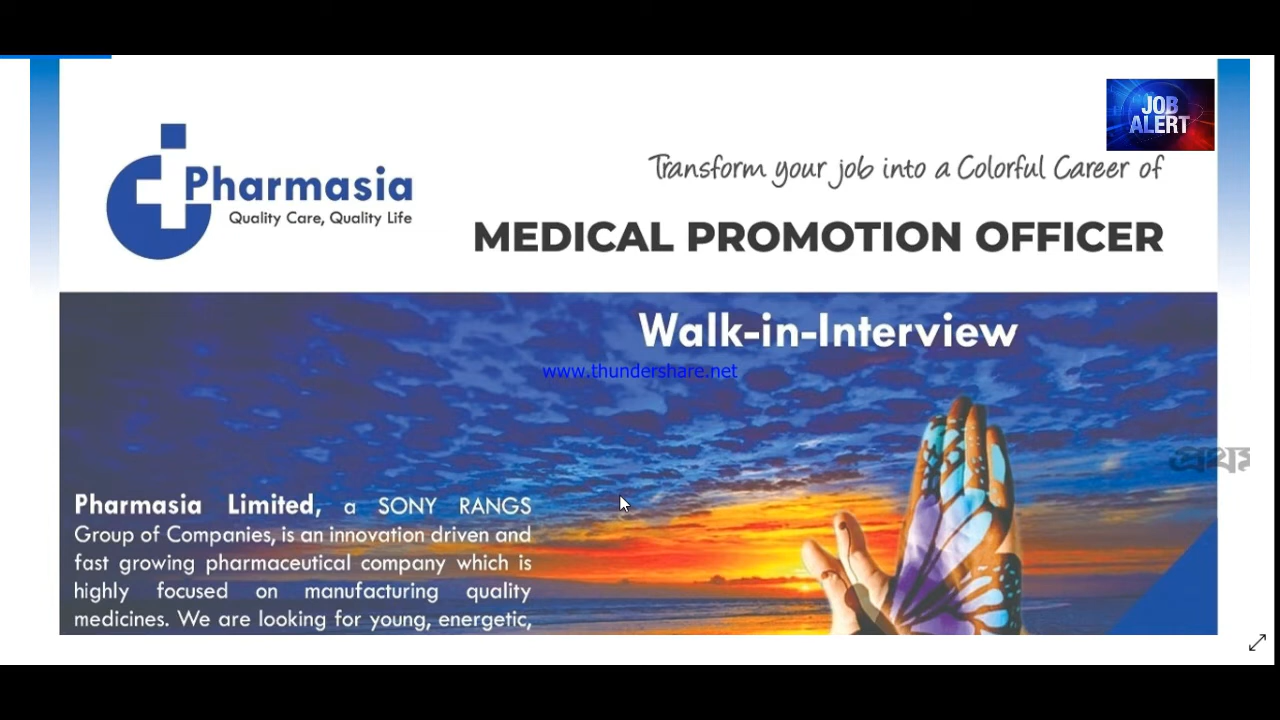 JOB
ALERT
Pharmasia
Quality Care, Quality Life
Transform your job into a Colorful Career of
MEDICAL PROMOTION OFFICER
Walk-in-Interview
www.thundershare.net
Pharmasia Limited, a SONY RANGS
Group of Companies, is an innovation driven and
fast growing pharmaceutical company which is
highly focused on manufacturing quality
medicines. We are looking for young, energetic,